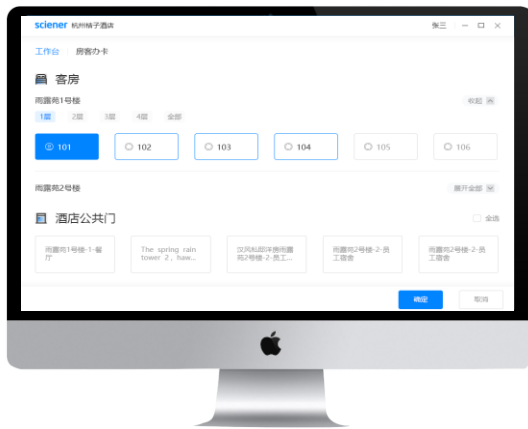 sciener 杭州桔子酒店 张三
工作台 房客办卡
客房
雨露苑1号楼 收起
1层 2层 3层 4层 全部
101 102 103 104 105 106
雨露苑2号楼 展开全部
酒店公共门 全选
雨露苑1号楼-1-餐厅
The spring rain
tower 2, haw...
汉风私邸洋房雨露
苑2号楼-2-员工...
雨露苑2号楼-2-员
工宿舍
雨露苑2号楼-2-员
工宿舍
确定 取消